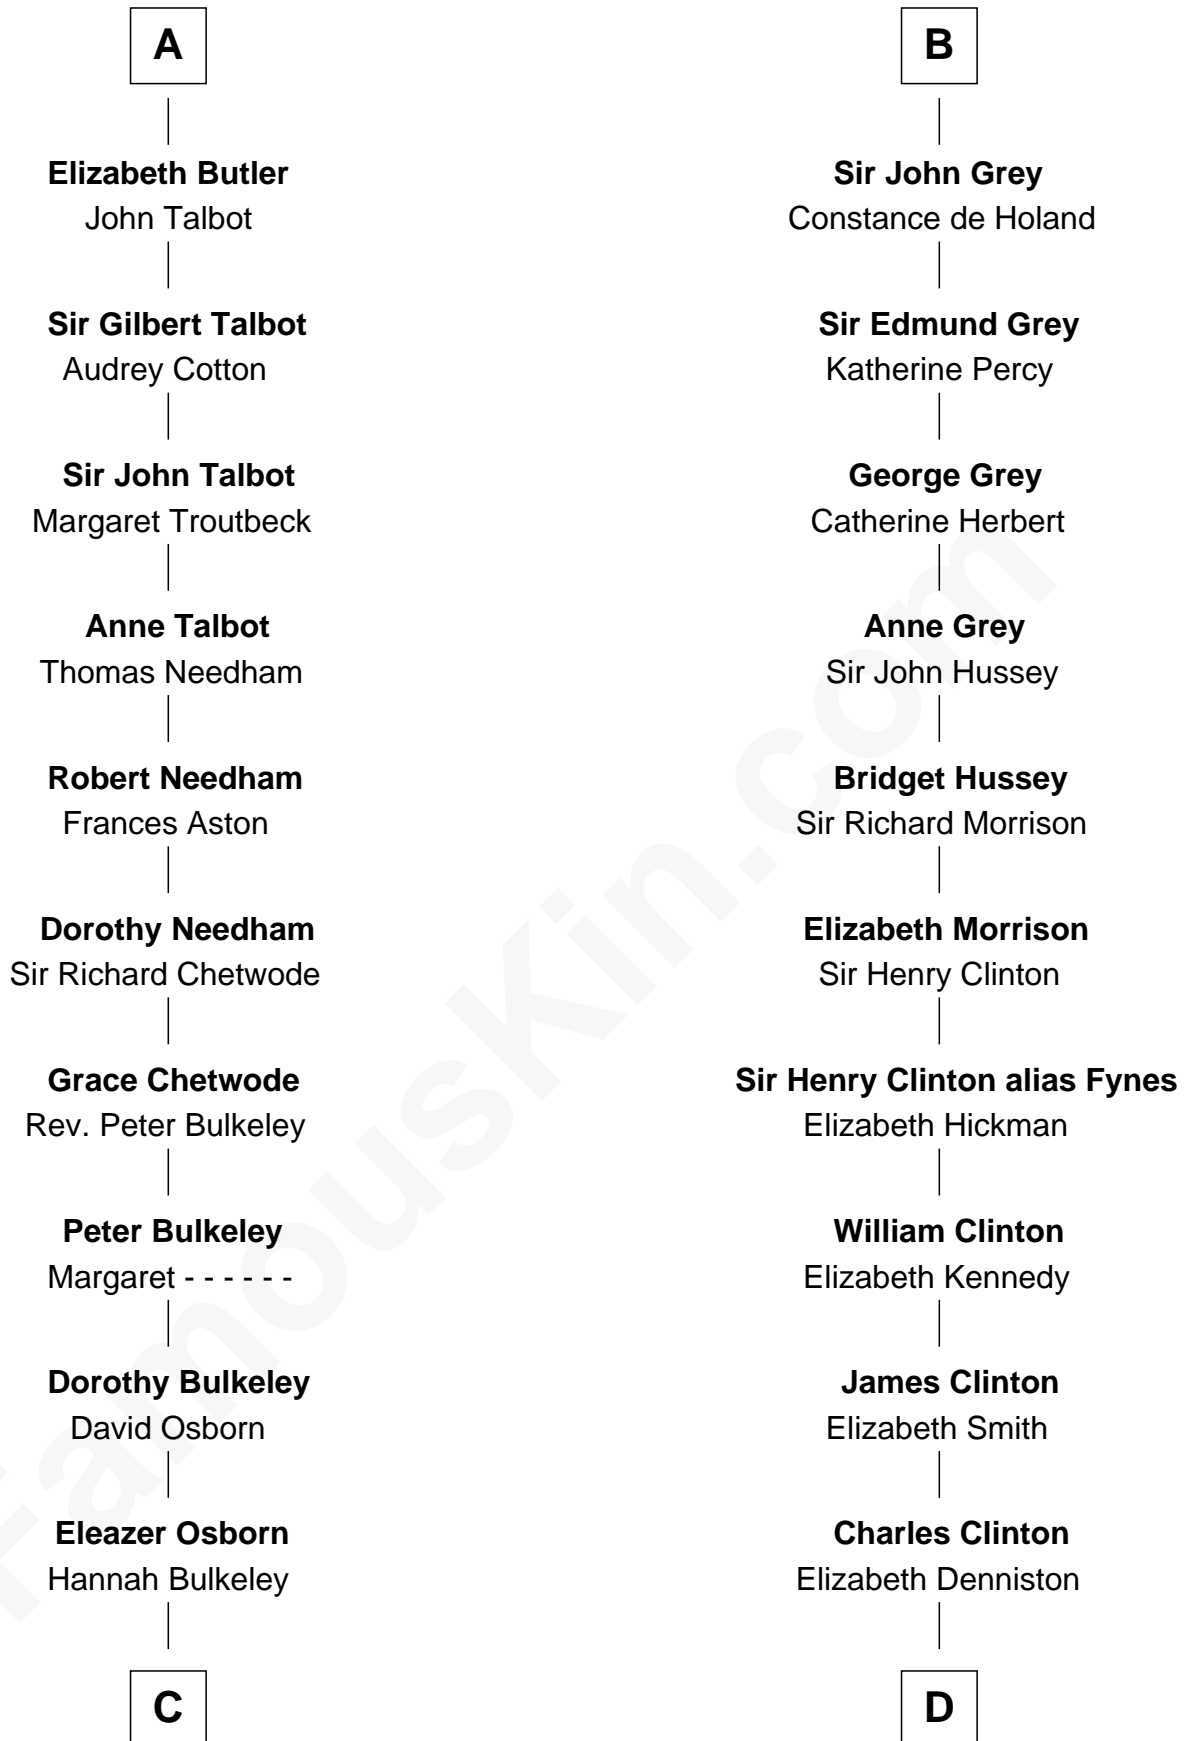 A
Elizabeth Butler
John Talbot
Sir Gilbert Talbot
Audrey Cotton
Sir John Talbot
Margaret Troutbeck
Anne Talbot
Thomas Needham
Robert Needham
Frances Aston
Dorothy Needham
Sir Richard Chetwode
Grace Chetwode
Rev. Peter Bulkeley
Peter Bulkeley
Margaret - - - - - -
Dorothy Bulkeley
David Osborn
Eleazer Osborn
Hannah Bulkeley
C
B
Sir John Grey
Constance de Holand
Sir Edmund Grey
Katherine Percy
George Grey
Catherine Herbert
Anne Grey
Sir John Hussey
Bridget Hussey
Sir Richard Morrison
Elizabeth Morrison
Sir Henry Clinton
Sir Henry Clinton alias Fynes
Elizabeth Hickman
William Clinton
Elizabeth Kennedy
James Clinton
Elizabeth Smith
Charles Clinton
Elizabeth Denniston
D
FamousKin.com